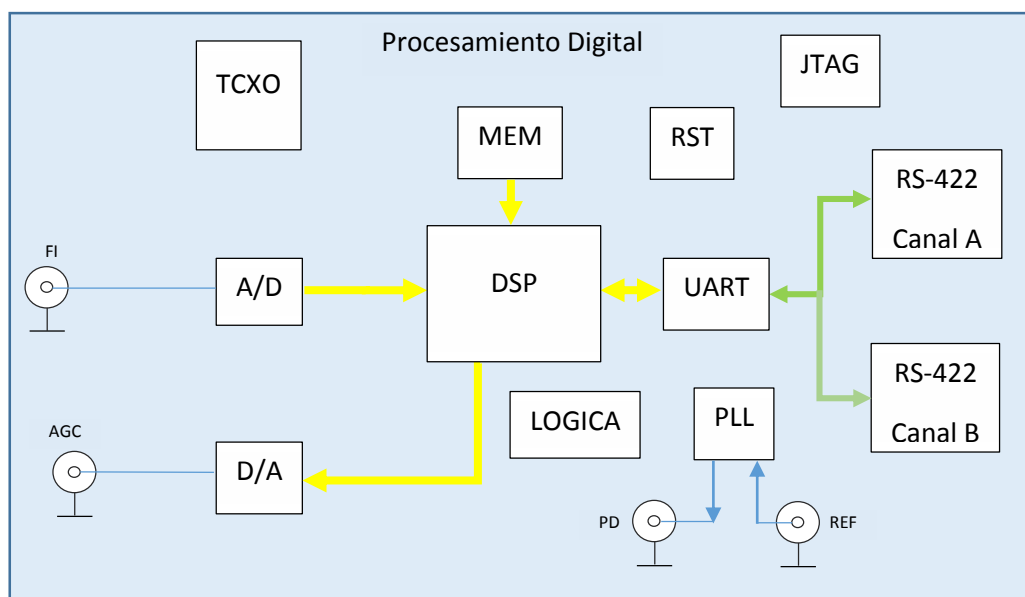 Procesamiento Digital
TCXO
JTAG
MEM
RST
RS-422
Canal A
FI
A/D
DSP
UART
RS-422
Canal B
LOGICA
PLL
AGC
D/A
PD
REF